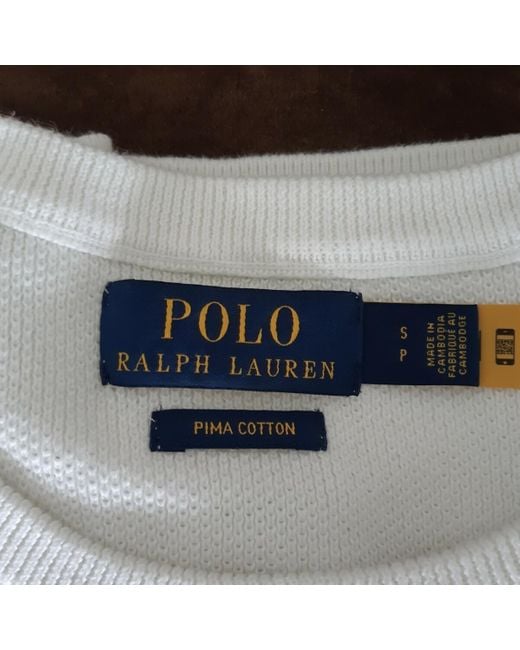 POLO
RALPH LAUREN
S
P
MADE IN
CAMBODIA
FABRIQUÉ AU
CAMBODGE
PIMA COTTON